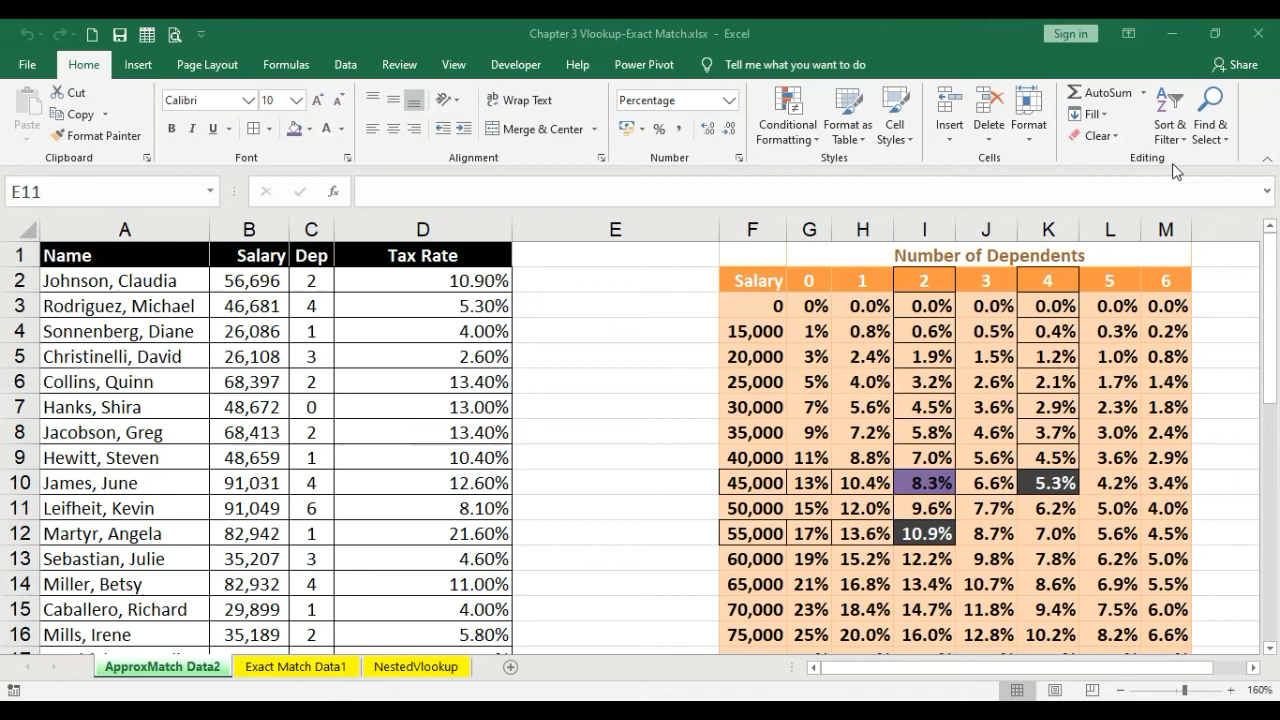 Chapter 3 Vlookup-Exact Match.xlsx - Excel
Sign in
File Home Insert Page Layout Formulas Data Review View Developer Help Power Pivot Tell me what you want to do Share
Paste
Cut
Copy
Format Painter
Clipboard
Calibri 10
B I U A
Font
Wrap Text
Merge & Center
Alignment
Percentage
%
Number
Conditional Formatting
Format as Table
Cell Styles
Styles
Insert Delete Format
Cells
AutoSum
Fill
Clear
Sort & Filter
Find & Select
Editing
E11 fx
A B C D E F G H I J K L M
1 Name Salary Dep Tax Rate Number of Dependents
2 Johnson, Claudia 56,696 2 10.90% Salary 0 1 2 3 4 5 6
3 Rodriguez, Michael 46,681 4 5.30% 0 0% 0.0% 0.0% 0.0% 0.0% 0.0% 0.0%
4 Sonnenberg, Diane 26,086 1 4.00% 15,000 1% 0.8% 0.6% 0.5% 0.4% 0.3% 0.2%
5 Christinelli, David 26,108 3 2.60% 20,000 3% 2.4% 1.9% 1.5% 1.2% 1.0% 0.8%
6 Collins, Quinn 68,397 2 13.40% 25,000 5% 4.0% 3.2% 2.6% 2.1% 1.7% 1.4%
7 Hanks, Shira 48,672 0 13.00% 30,000 7% 5.6% 4.5% 3.6% 2.9% 2.3% 1.8%
8 Jacobson, Greg 68,413 2 13.40% 35,000 9% 7.2% 5.8% 4.6% 3.7% 3.0% 2.4%
9 Hewitt, Steven 48,659 1 10.40% 40,000 11% 8.8% 7.0% 5.6% 4.5% 3.6% 2.9%
10 James, June 91,031 4 12.60% 45,000 13% 10.4% 8.3% 6.6% 5.3% 4.2% 3.4%
11 Leifheit, Kevin 91,049 6 8.10% 50,000 15% 12.0% 9.6% 7.7% 6.2% 5.0% 4.0%
12 Martyr, Angela 82,942 1 21.60% 55,000 17% 13.6% 10.9% 8.7% 7.0% 5.6% 4.5%
13 Sebastian, Julie 35,207 3 4.60% 60,000 19% 15.2% 12.2% 9.8% 7.8% 6.2% 5.0%
14 Miller, Betsy 82,932 4 11.00% 65,000 21% 16.8% 13.4% 10.7% 8.6% 6.9% 5.5%
15 Caballero, Richard 29,899 1 4.00% 70,000 23% 18.4% 14.7% 11.8% 9.4% 7.5% 6.0%
16 Mills, Irene 35,189 2 5.80% 75,000 25% 20.0% 16.0% 12.8% 10.2% 8.2% 6.6%
ApproxMatch Data2 Exact Match Data1 NestedVlookup
160%